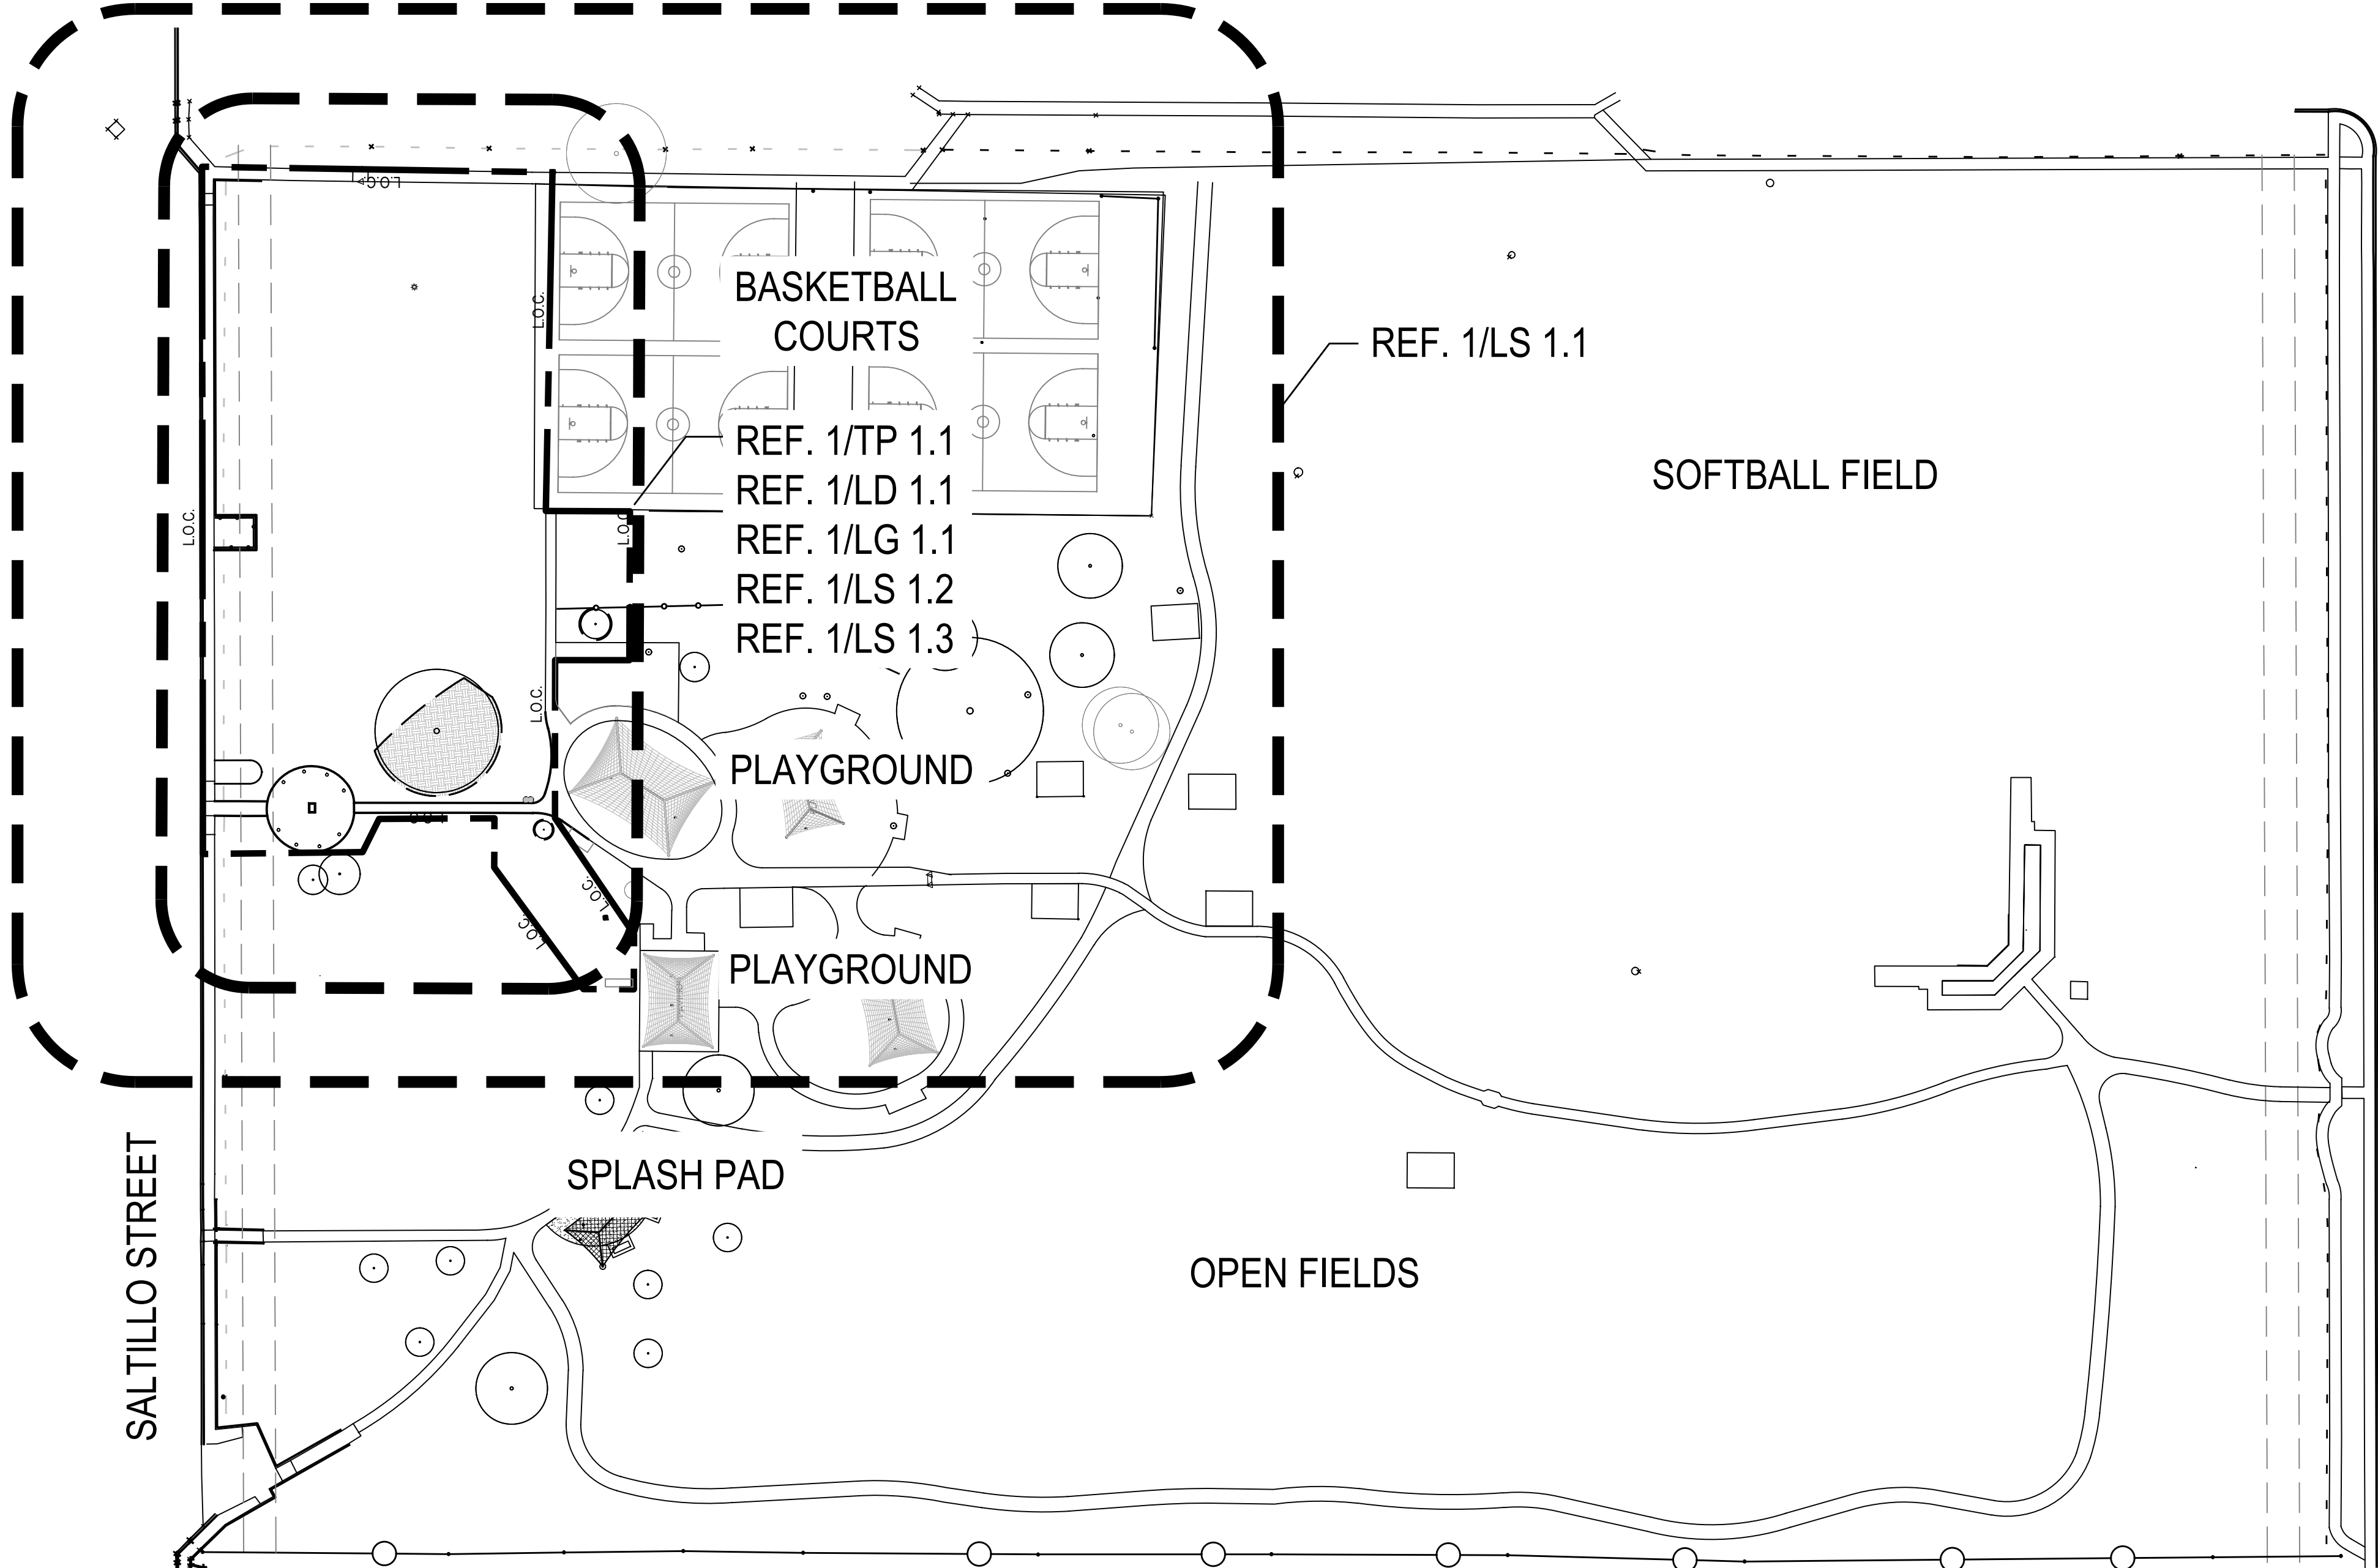 L.O.C.
L.O.C.
BASKETBALL
COURTS
REF. 1/LS 1.1
REF. 1/TP 1.1
REF. 1/LD 1.1
REF. 1/LG 1.1
REF. 1/LS 1.2
REF. 1/LS 1.3
SOFTBALL FIELD
L.O.C.
L.O.C.
L.O.C.
PLAYGROUND
L.O.C.
L.O.C.
PLAYGROUND
SPLASH PAD
SALTILLO STREET
OPEN FIELDS